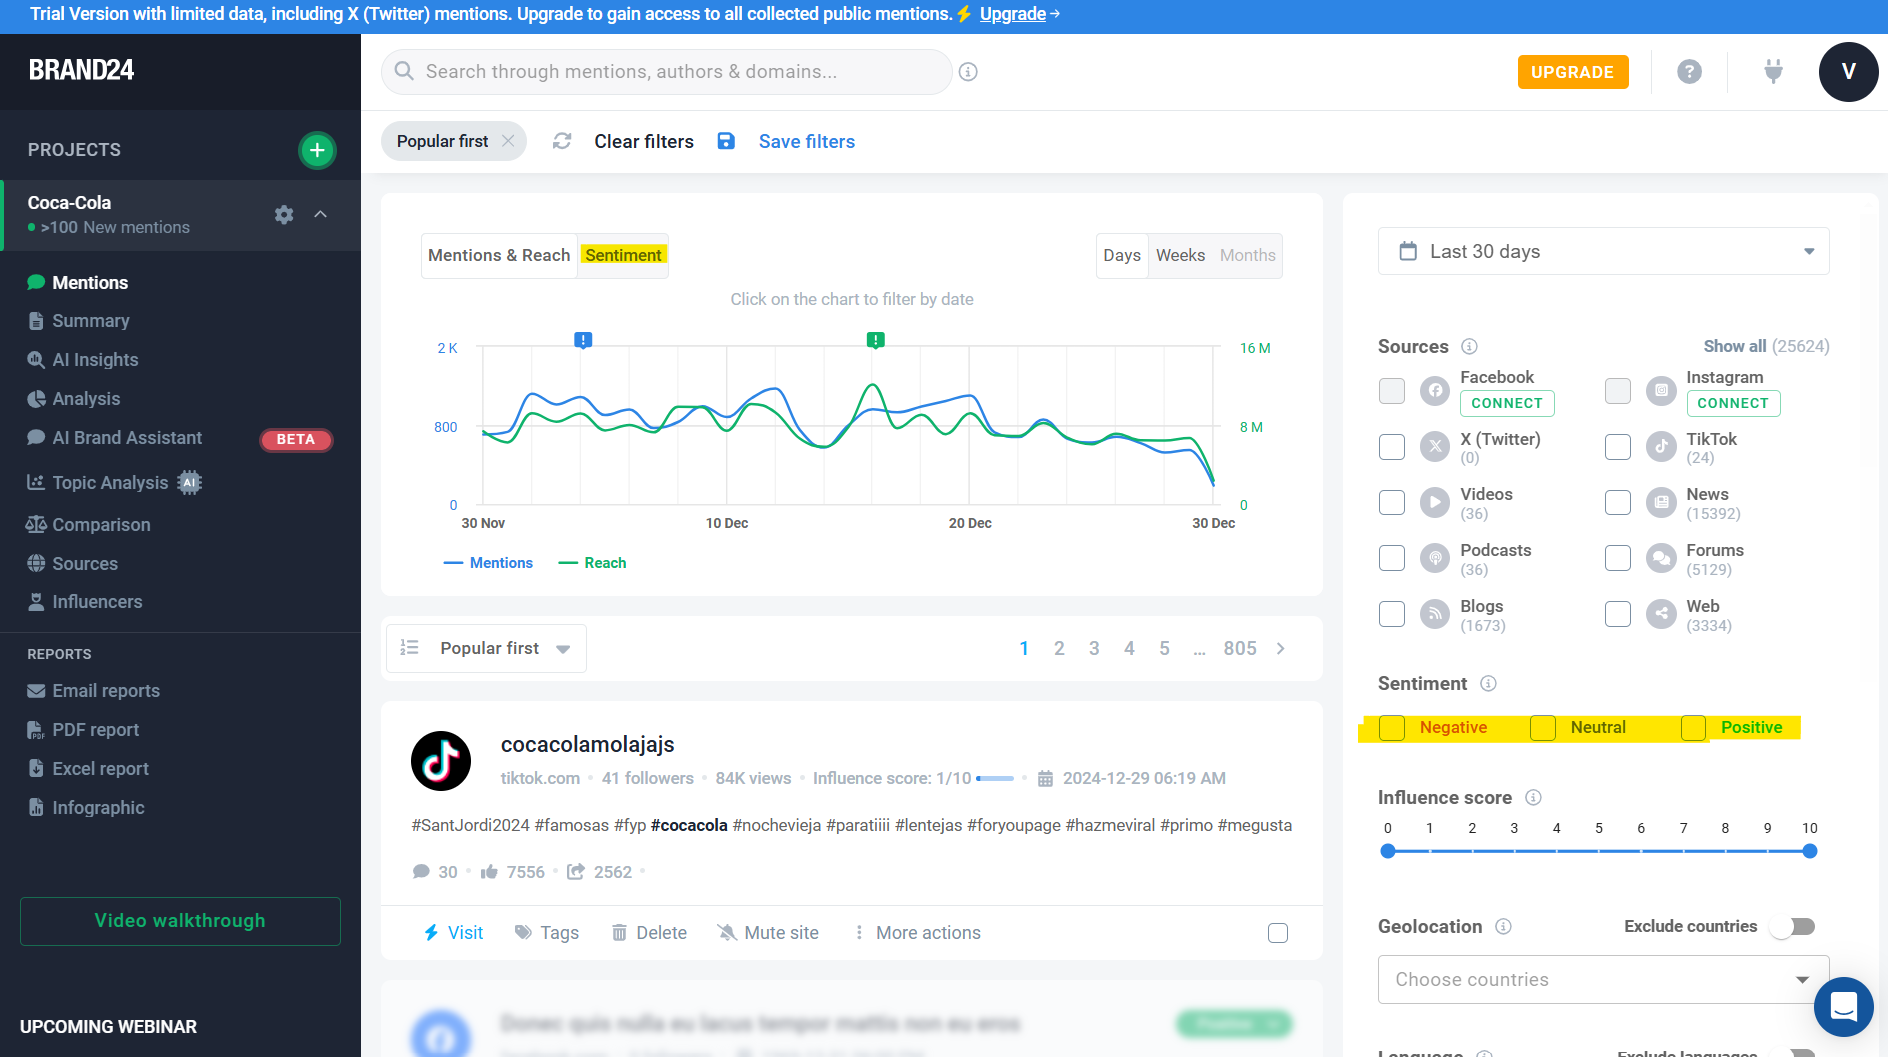 Trial Version with limited data, including X (Twitter) mentions. Upgrade to gain access to all collected public mentions.⚡ Upgrade →
BRAND24
Search through mentions, authors & domains...
UPGRADE
V
PROJECTS
Coca-Cola
>100 New mentions
Mentions
Summary
AI Insights
Analysis
AI Brand Assistant BETA
Topic Analysis AI
Comparison
Sources
Influencers
REPORTS
Email reports
PDF report
Excel report
Infographic
Video walkthrough
UPCOMING WEBINAR
Popular first
Clear filters
Save filters
Mentions & Reach Sentiment
Days Weeks Months
Click on the chart to filter by date
2 K 16 M
800 8 M
0 0
30 Nov 10 Dec 20 Dec 30 Dec
Mentions Reach
Popular first
1 2 3 4 5 ... 805
cocacolamolajajs
tiktok.com • 41 followers • 84K views • Influence score: 1/10 • 2024-12-29 06:19 AM
#SantJordi2024 #famosas #fyp #cocacola #nochevieja #paratiiii #lentejas #foryoupage #hazmeviral #primo #megusta
30 • 7556 • 2562 •
Visit Tags Delete Mute site More actions
Donec quis nulla eu lacus tempor mattis non eu eros
Positive
Last 30 days
Sources Show all (25624)
Facebook Instagram
CONNECT CONNECT
X (Twitter) TikTok
(0) (24)
Videos News
(36) (15392)
Podcasts Forums
(36) (5129)
Blogs Web
(1673) (3334)
Sentiment
Negative Neutral Positive
Influence score
0 1 2 3 4 5 6 7 8 9 10
Geolocation Exclude countries
Choose countries
Language Exclude languages